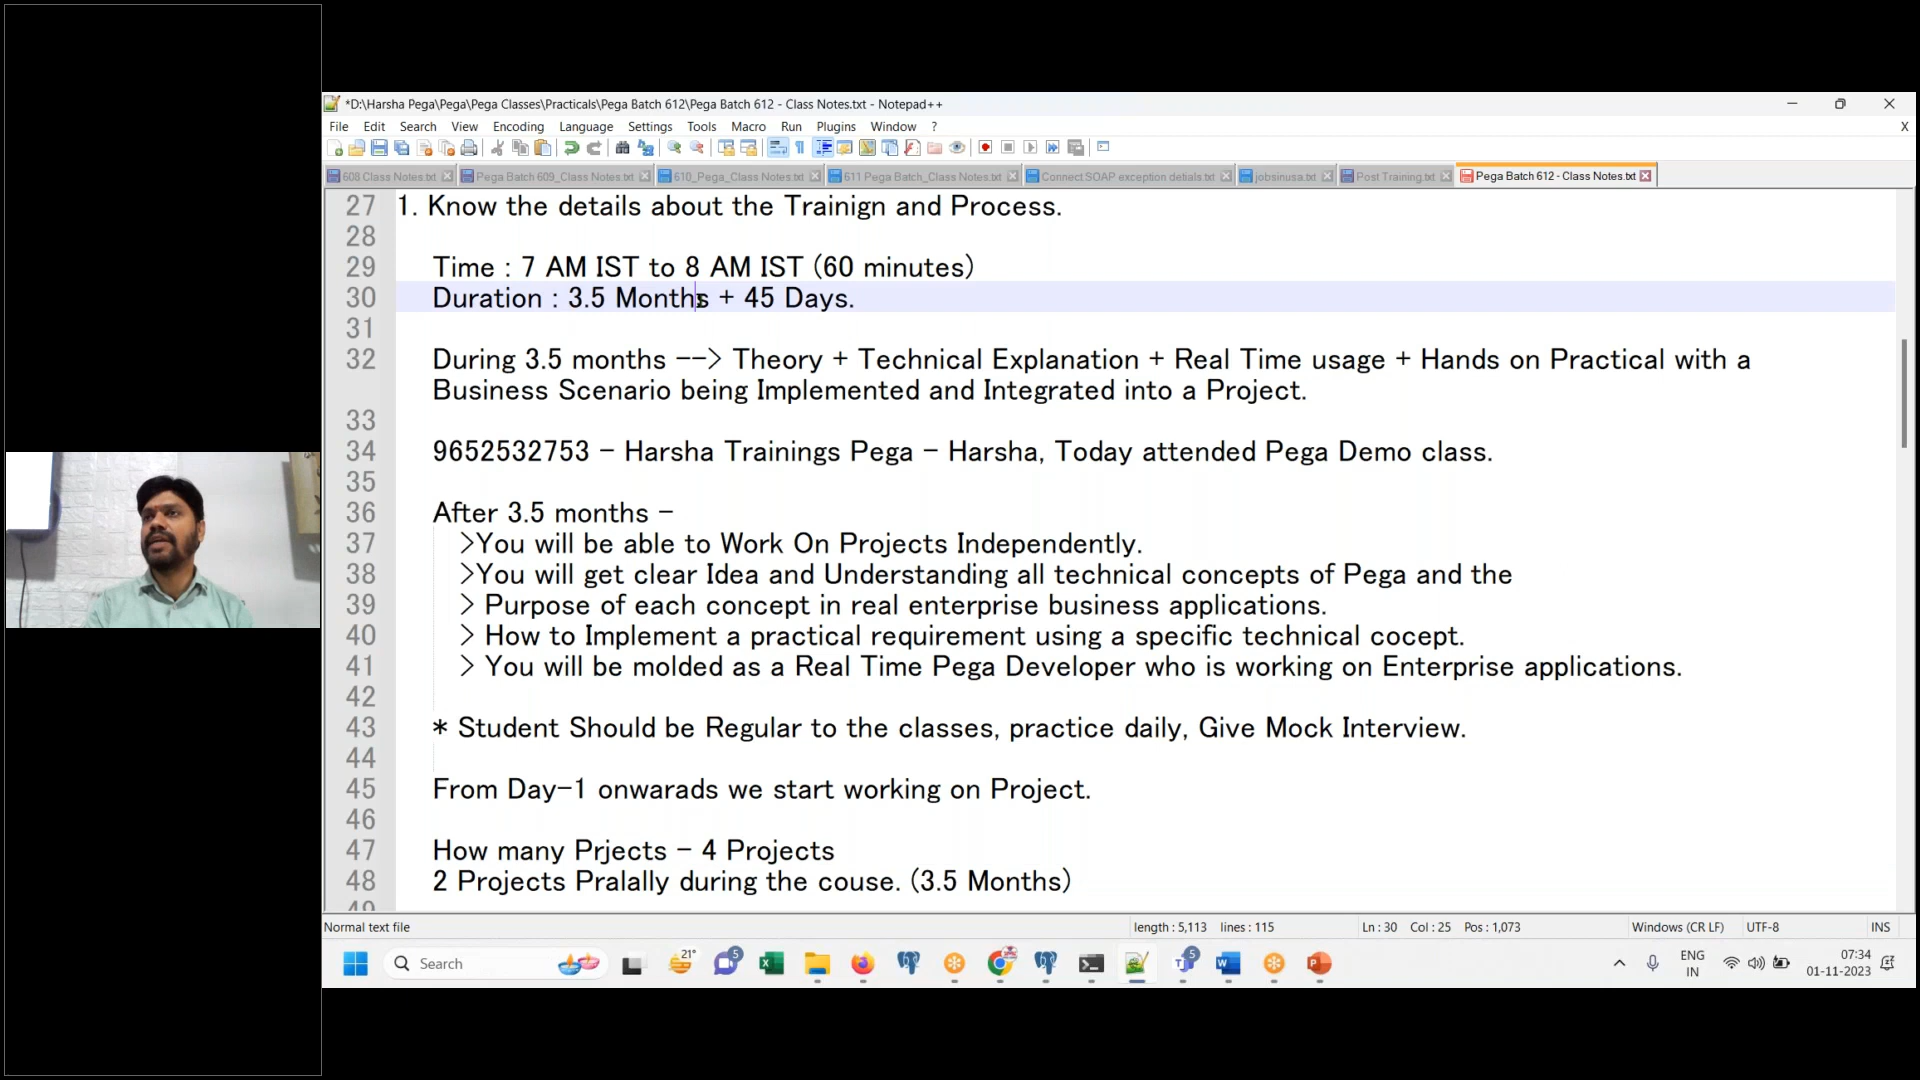 *D:\Harsha Pega\Pega\Pega Classes\Practicals\Pega Batch 612\Pega Batch 612 - Class Notes.txt - Notepad++
File Edit Search View Encoding Language Settings Tools Macro Run Plugins Window ? X
608 Class Notes.txt Pega Batch 609_Class Notes.txt 610_Pega_Class Notes.txt 611 Pega Batch_Class Notes.txt Connect SOAP exception detials.txt jobsinusa.txt Post Training.txt Pega Batch 612 - Class Notes.txt
27 1. Know the details about the Trainign and Process.
28
29 Time : 7 AM IST to 8 AM IST (60 minutes)
30 Duration : 3.5 Months + 45 Days.
31
32 During 3.5 months --> Theory + Technical Explanation + Real Time usage + Hands on Practical with a
Business Scenario being Implemented and Integrated into a Project.
33
34 9652532753 - Harsha Trainings Pega - Harsha, Today attended Pega Demo class.
35
36 After 3.5 months -
37 >You will be able to Work On Projects Independently.
38 >You will get clear Idea and Understanding all technical concepts of Pega and the
39 > Purpose of each concept in real enterprise business applications.
40 > How to Implement a practical requirement using a specific technical cocept.
41 > You will be molded as a Real Time Pega Developer who is working on Enterprise applications.
42
43 * Student Should be Regular to the classes, practice daily, Give Mock Interview.
44
45 From Day-1 onwarads we start working on Project.
46
47 How many Prjects - 4 Projects
48 2 Projects Pralally during the couse. (3.5 Months)
49
Normal text file length : 5,113 lines : 115 Ln : 30 Col : 25 Pos : 1,073 Windows (CR LF) UTF-8 INS
Search 21° 5 5 ENG 07:34
IN 01-11-2023